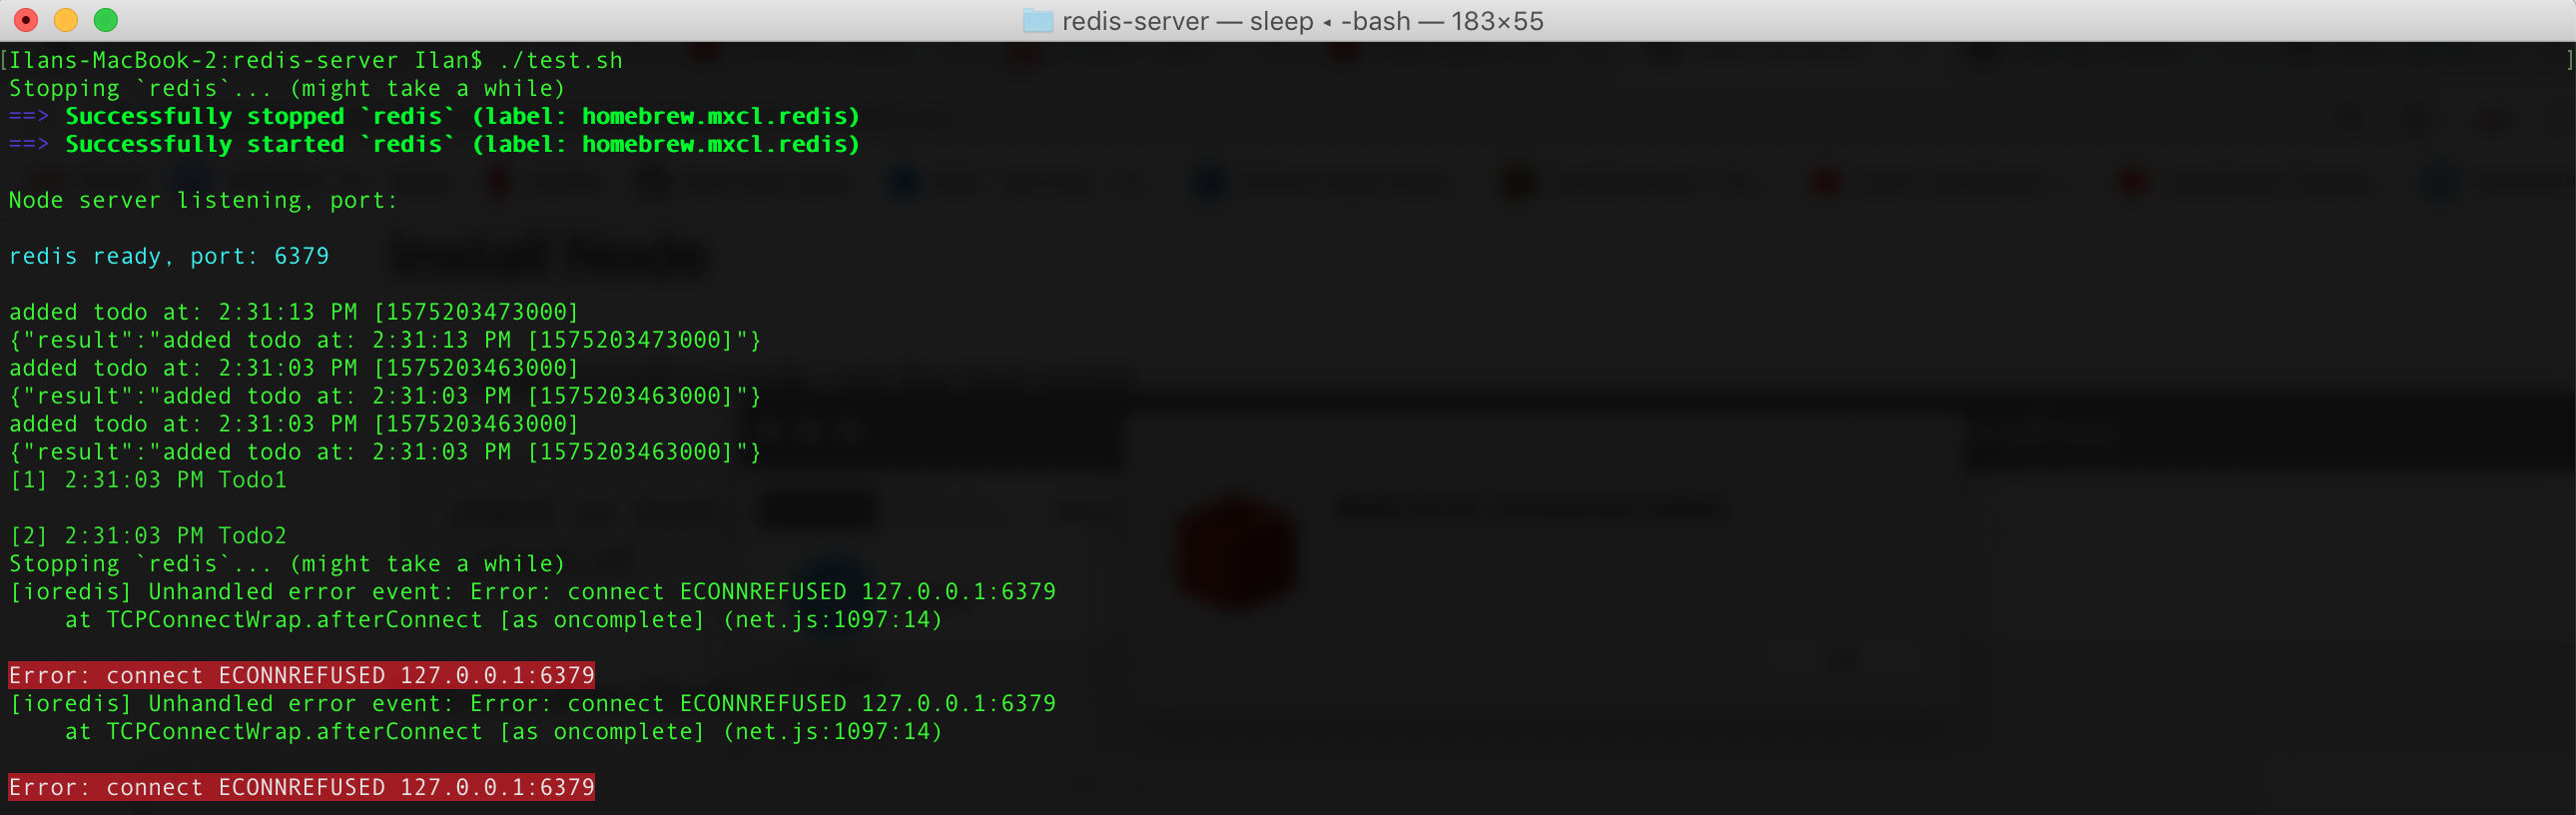 redis-server — sleep ◂ -bash — 183×55
[Ilans-MacBook-2:redis-server Ilan$ ./test.sh ]
Stopping `redis`... (might take a while)
==> Successfully stopped `redis` (label: homebrew.mxcl.redis)
==> Successfully started `redis` (label: homebrew.mxcl.redis)
Node server listening, port:
redis ready, port: 6379
added todo at: 2:31:13 PM [1575203473000]
{"result":"added todo at: 2:31:13 PM [1575203473000]"}
added todo at: 2:31:03 PM [1575203463000]
{"result":"added todo at: 2:31:03 PM [1575203463000]"}
added todo at: 2:31:03 PM [1575203463000]
{"result":"added todo at: 2:31:03 PM [1575203463000]"}
[1] 2:31:03 PM Todo1
[2] 2:31:03 PM Todo2
Stopping `redis`... (might take a while)
[ioredis] Unhandled error event: Error: connect ECONNREFUSED 127.0.0.1:6379
    at TCPConnectWrap.afterConnect [as oncomplete] (net.js:1097:14)
Error: connect ECONNREFUSED 127.0.0.1:6379
[ioredis] Unhandled error event: Error: connect ECONNREFUSED 127.0.0.1:6379
    at TCPConnectWrap.afterConnect [as oncomplete] (net.js:1097:14)
Error: connect ECONNREFUSED 127.0.0.1:6379
Install Node